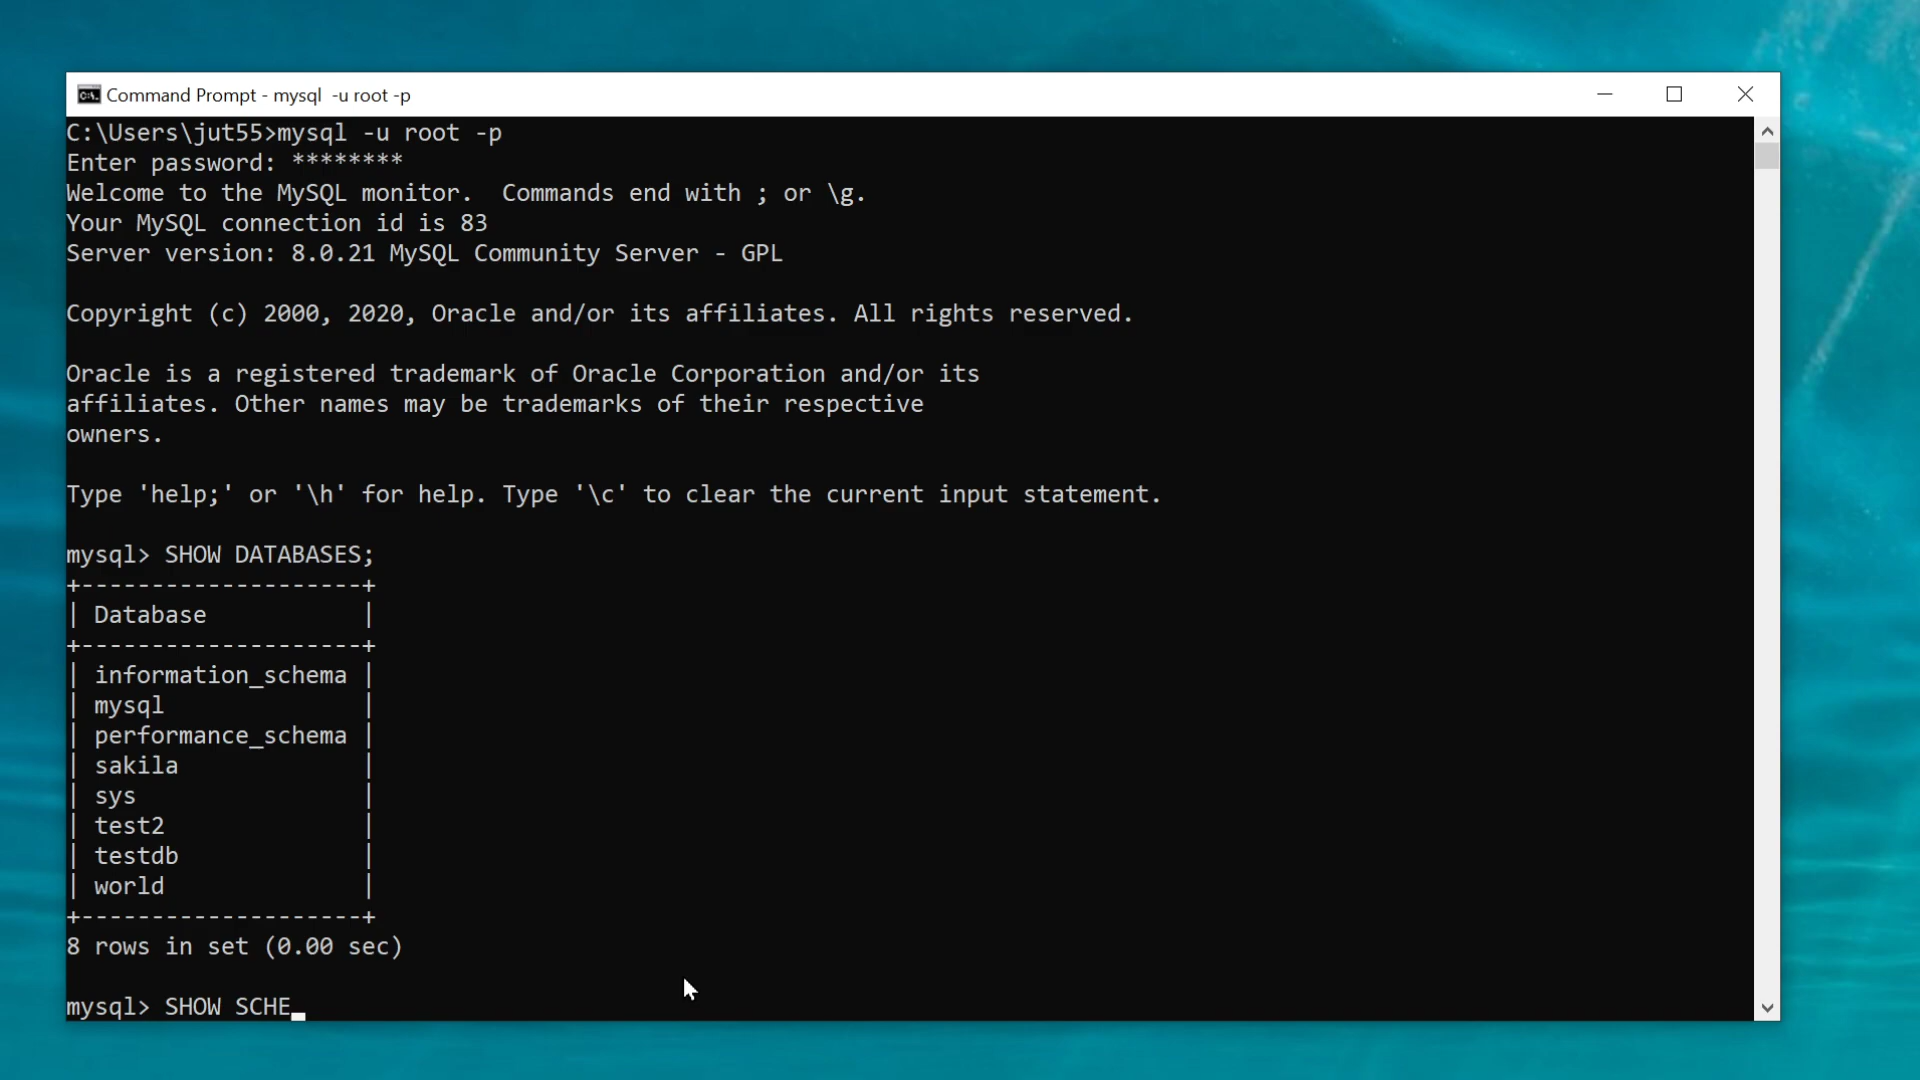 Command Prompt - mysql  -u root -p
C:\Users\jut55>mysql -u root -p
Enter password: ********
Welcome to the MySQL monitor.  Commands end with ; or \g.
Your MySQL connection id is 83
Server version: 8.0.21 MySQL Community Server - GPL
Copyright (c) 2000, 2020, Oracle and/or its affiliates. All rights reserved.
Oracle is a registered trademark of Oracle Corporation and/or its
affiliates. Other names may be trademarks of their respective
owners.
Type 'help;' or '\h' for help. Type '\c' to clear the current input statement.
mysql> SHOW DATABASES;
+--------------------+
| Database           |
+--------------------+
| information_schema |
| mysql              |
| performance_schema |
| sakila             |
| sys                |
| test2              |
| testdb             |
| world              |
+--------------------+
8 rows in set (0.00 sec)
mysql> SHOW SCHE